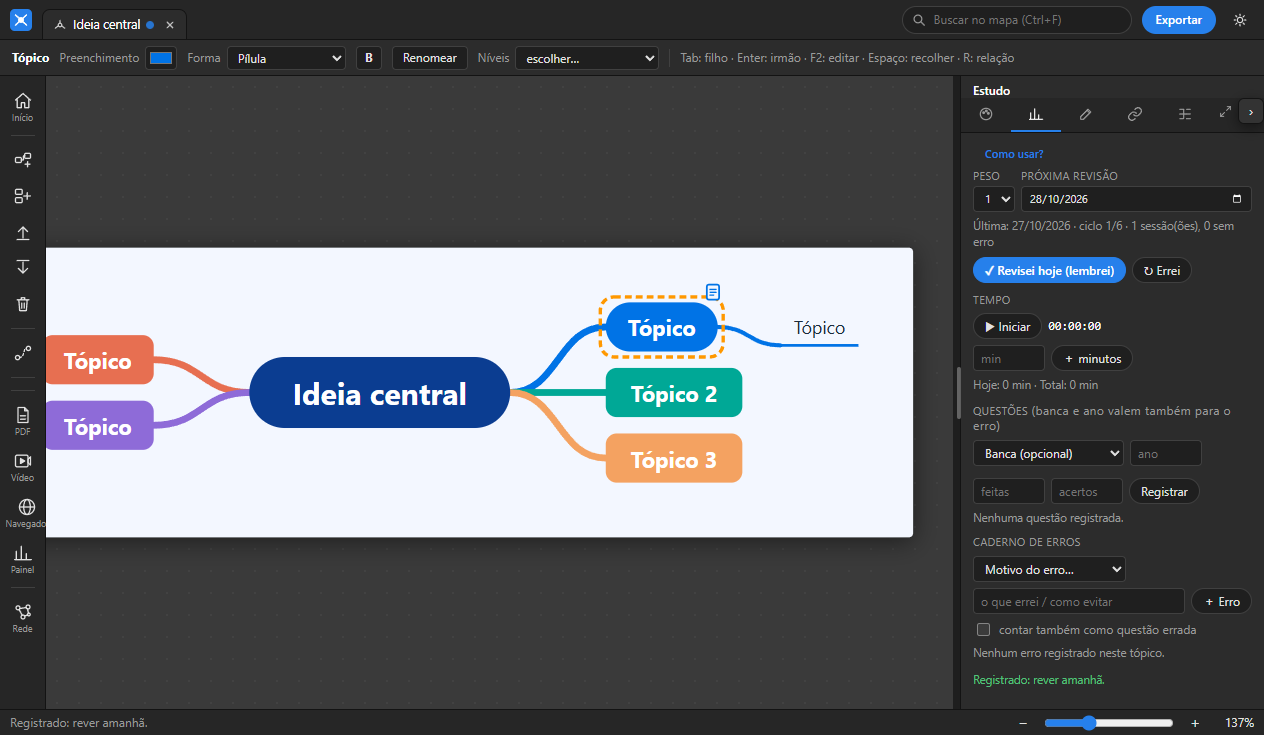 Ideia central
Buscar no mapa (Ctrl+F)
Exportar
Tópico
Preenchimento
Forma
Pílula
B
Renomear
Níveis
escolher...
Tab: filho · Enter: irmão · F2: editar · Espaço: recolher · R: relação
Início
PDF
Vídeo
Navegado
Painel
Rede
Tópico
Tópico
Ideia central
Tópico
Tópico
Tópico 2
Tópico 3
Estudo
Como usar?
PESO
PRÓXIMA REVISÃO
1
28/10/2026
Última: 27/10/2026 · ciclo 1/6 · 1 sessão(ões), 0 sem
erro
✓ Revisei hoje (lembrei)
↻ Errei
TEMPO
▶ Iniciar
00:00:00
min
+ minutos
Hoje: 0 min · Total: 0 min
QUESTÕES (banca e ano valem também para o
erro)
Banca (opcional)
ano
feitas
acertos
Registrar
Nenhuma questão registrada.
CADERNO DE ERROS
Motivo do erro...
o que errei / como evitar
+ Erro
contar também como questão errada
Nenhum erro registrado neste tópico.
Registrado: rever amanhã.
Registrado: rever amanhã.
137%